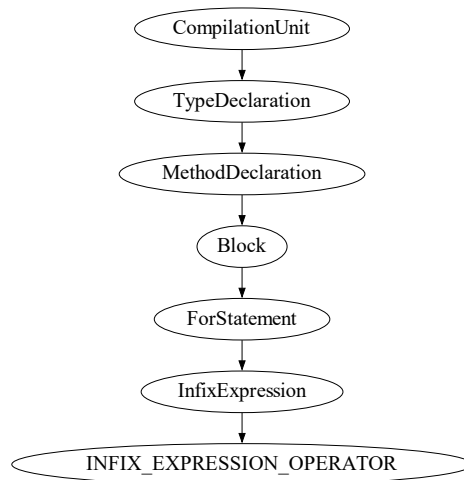 CompilationUnit
TypeDeclaration
MethodDeclaration
Block
ForStatement
InfixExpression
INFIX_EXPRESSION_OPERATOR